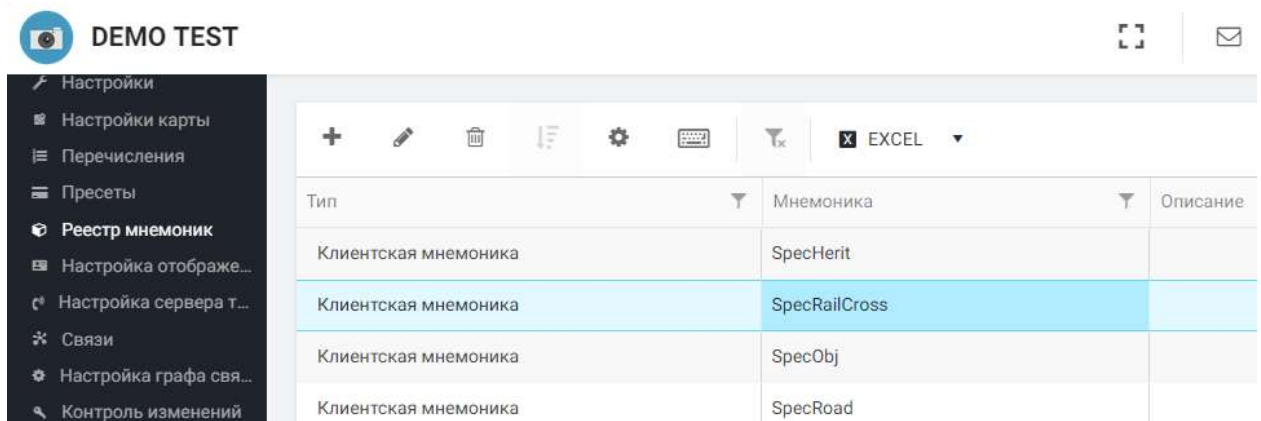 DEMO TEST
Настройки
Настройки карты
Перечисления
Пресеты
Реестр мнемоник
Настройка отображе...
Настройка сервера т...
Связи
Настройка графа свя...
Контроль изменений
X EXCEL
Тип Мнемоника Описание
Клиентская мнемоника SpecHerit
Клиентская мнемоника SpecRailCross
Клиентская мнемоника SpecObj
Клиентская мнемоника SpecRoad